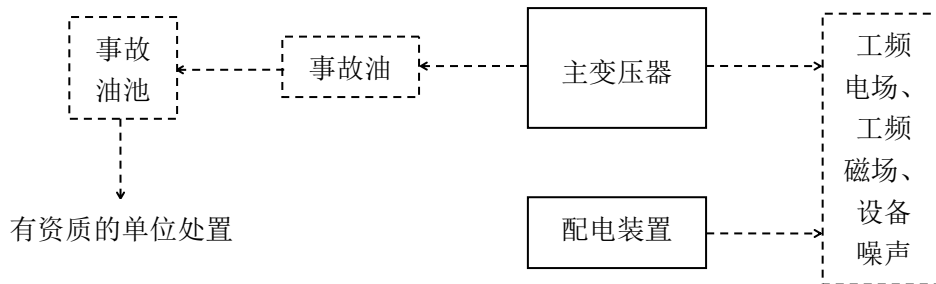 事故
油池
事故油
主变压器
工频
电场、
工频
磁场、
设备
噪声
有资质的单位处置
配电装置